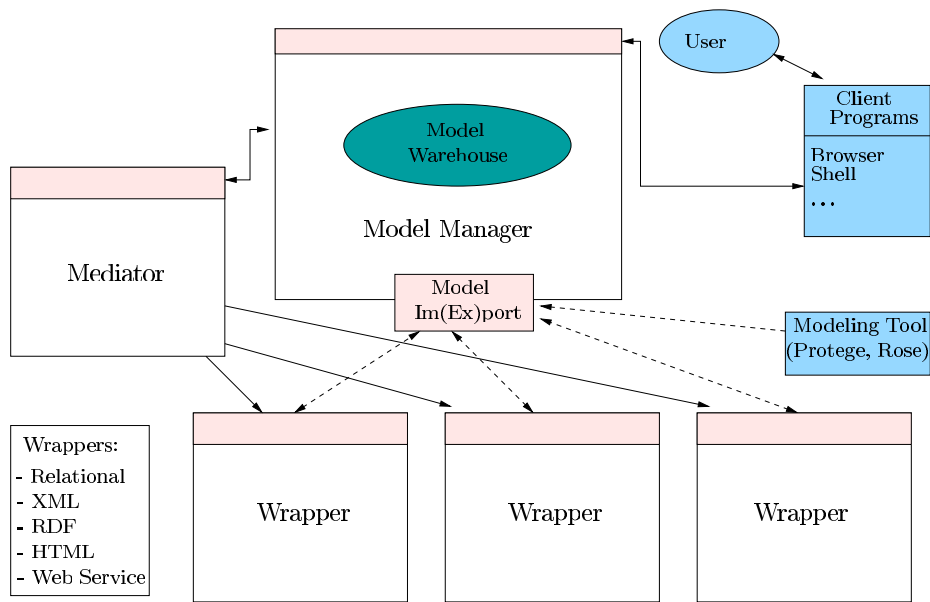 User
Client
Programs
Browser
Shell
...
Model
Warehouse
Model Manager
Mediator
Model
Im(Ex)port
Modeling Tool
(Protege, Rose)
Wrappers:
- Relational
- XML
- RDF
- HTML
- Web Service
Wrapper
Wrapper
Wrapper